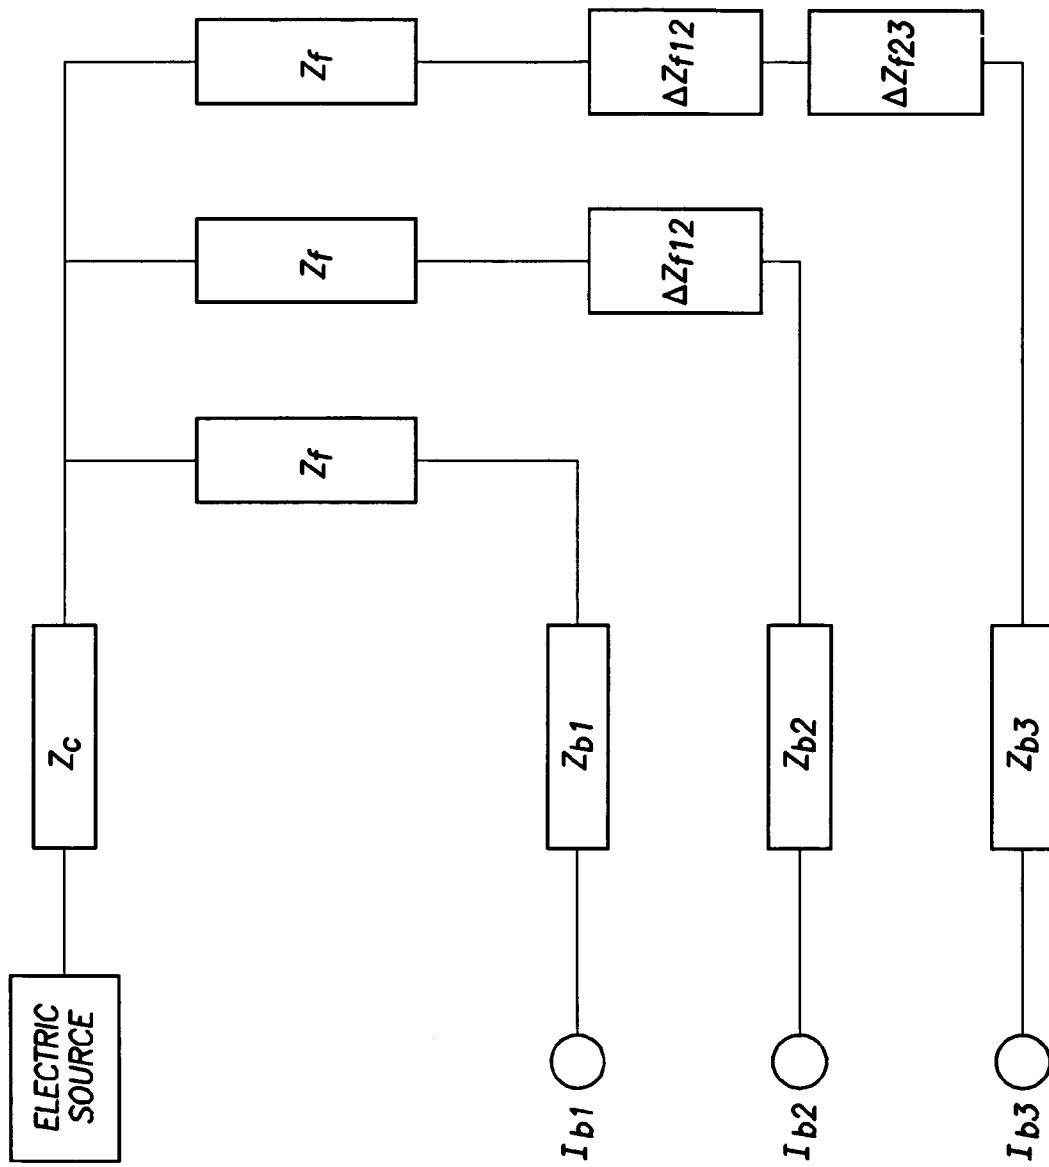 ELECTRIC
SOURCE
Zc
Zf
Zf
Zf
Ib1
Zb1
ΔZf12
ΔZf12
Ib2
Zb2
ΔZf23
Ib3
Zb3